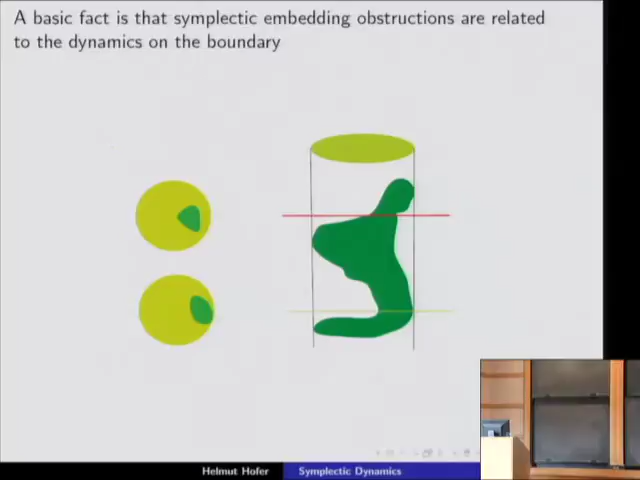 A basic fact is that symplectic embedding obstructions are related
to the dynamics on the boundary
Helmut Hofer
Symplectic Dynamics